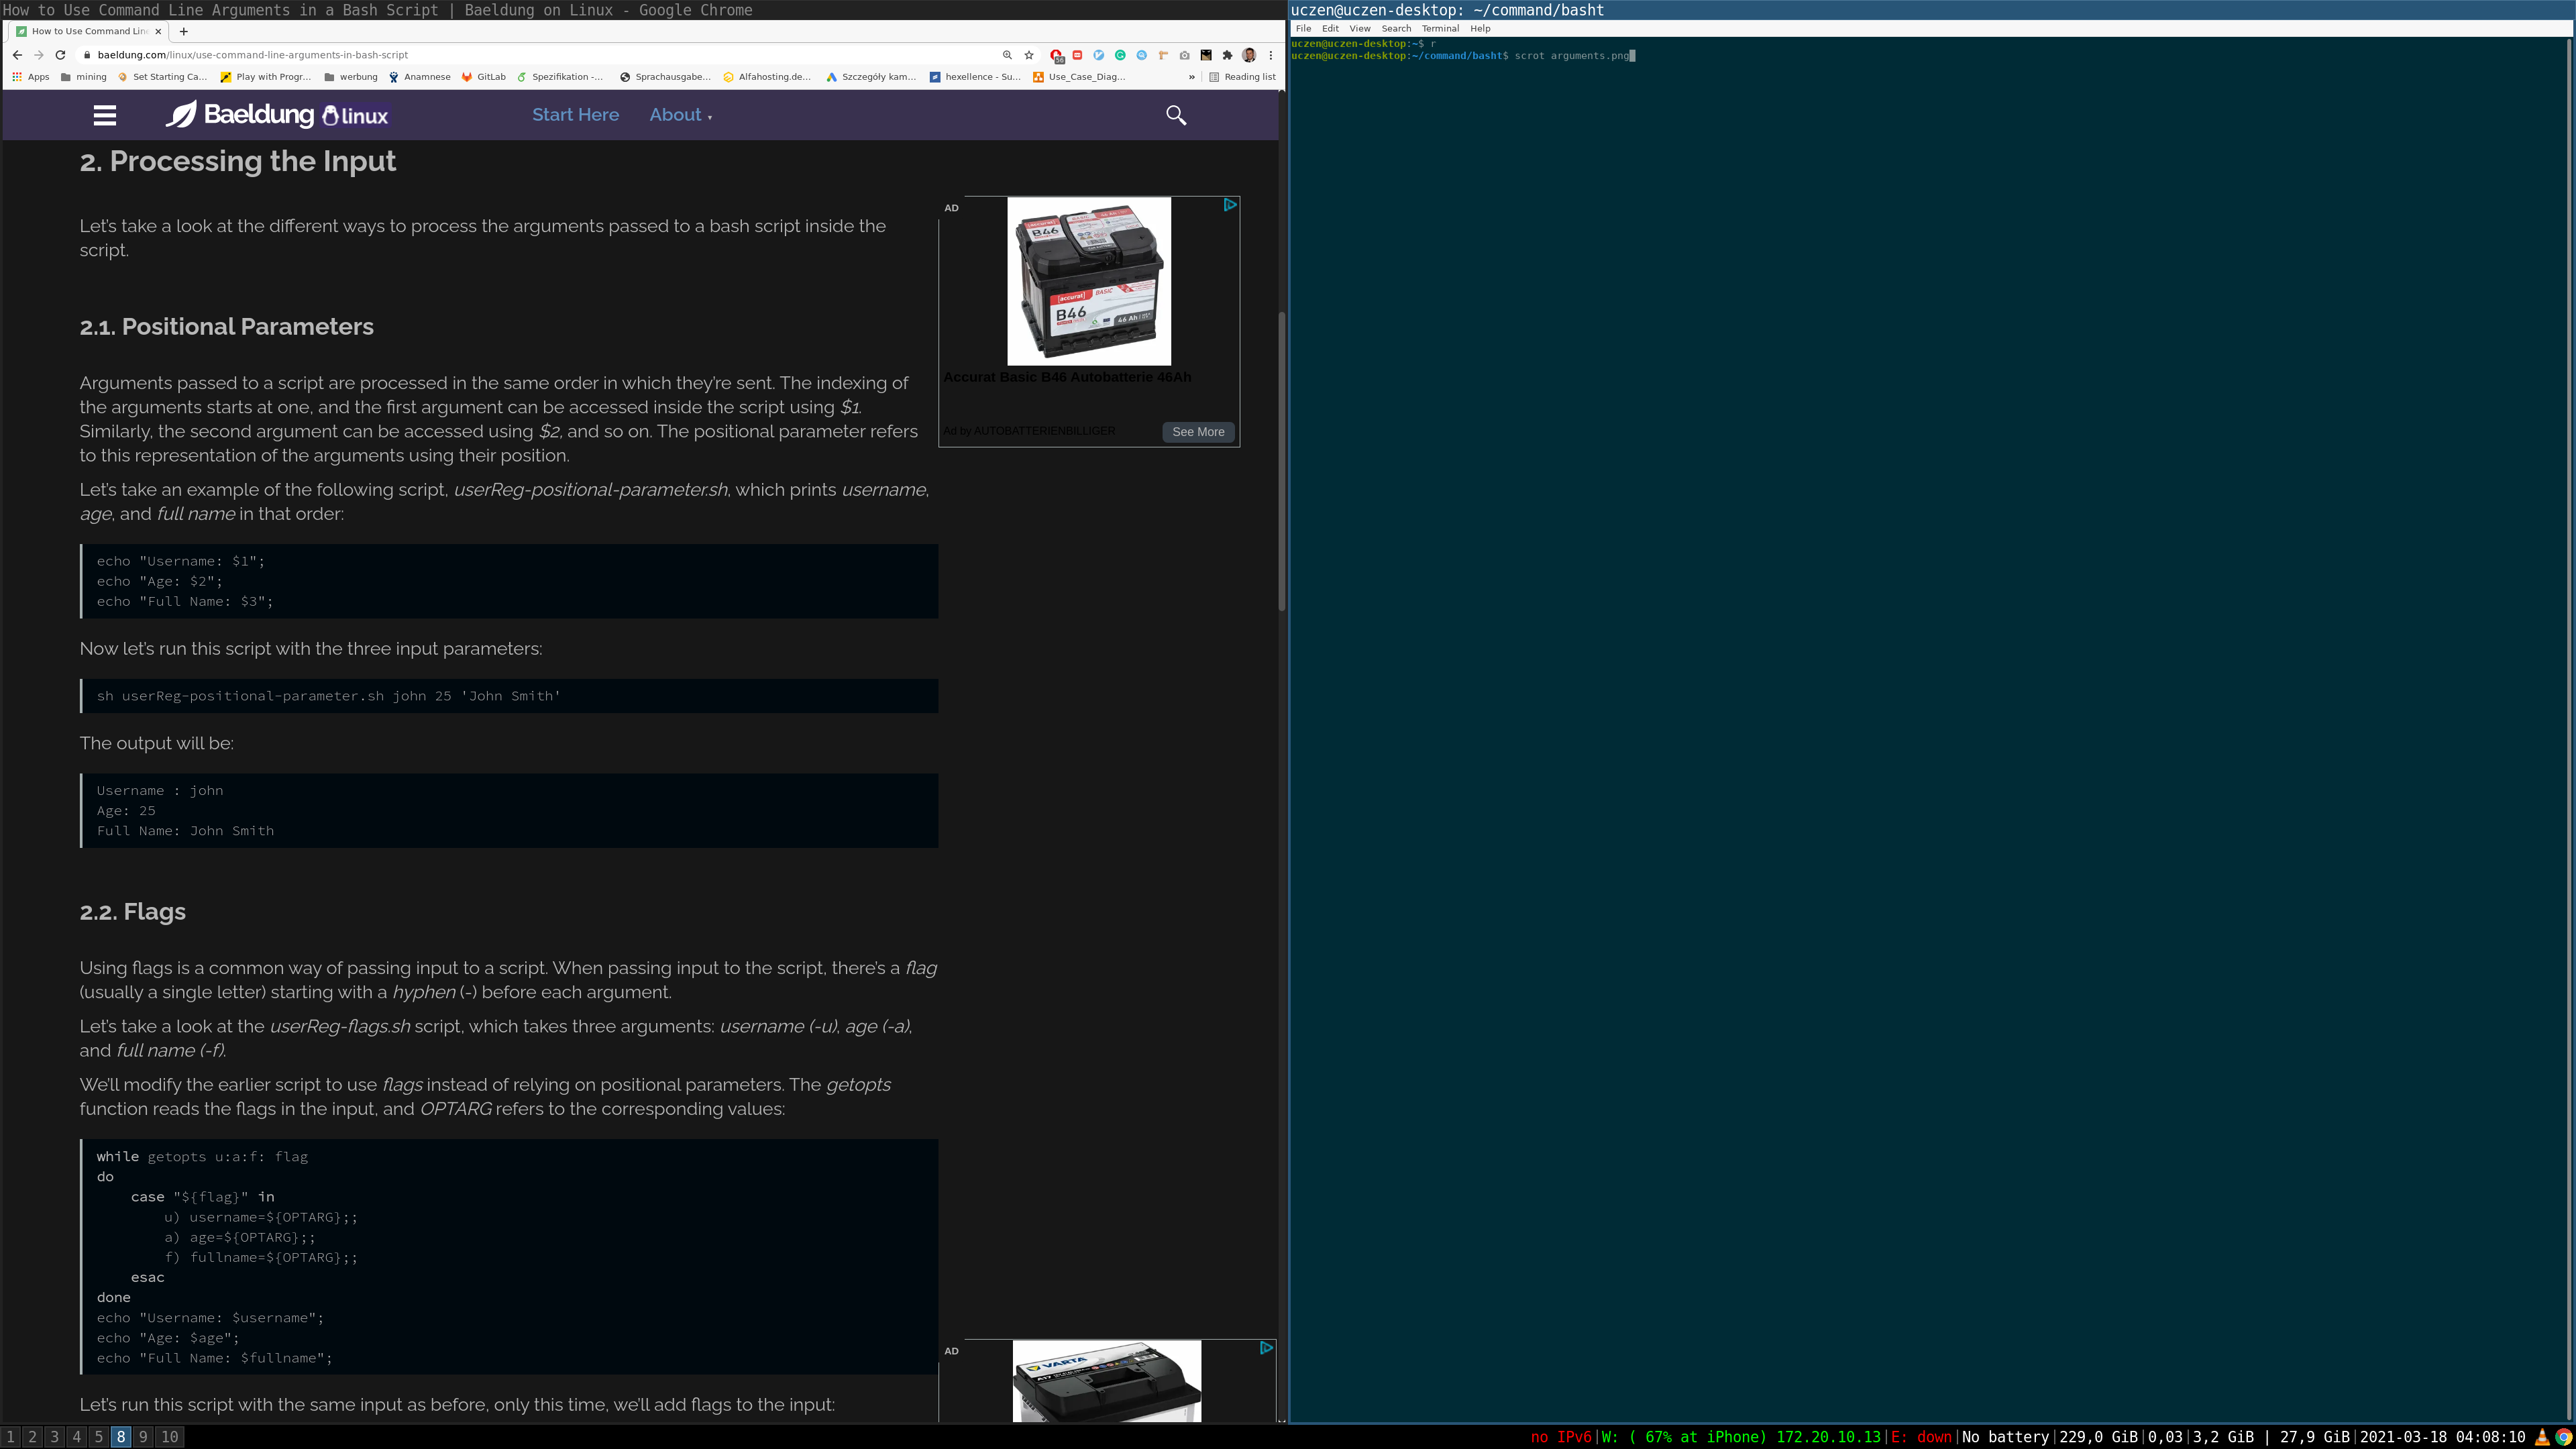 How to Use Command Line Arguments in a Bash Script | Baeldung on Linux - Google Chrome
How to Use Command Lin
baeldung.com/linux/use-command-line-arguments-in-bash-script
56
Apps mining Set Starting Ca... Play with Progr... werbung Anamnese GitLab Spezifikation -... Sprachausgabe... Alfahosting.de... Szczegóły kam... hexellence - Su... Use_Case_Diag... » Reading list
Baeldung linux Start Here About
2. Processing the Input
Let's take a look at the different ways to process the arguments passed to a bash script inside the
script.
2.1. Positional Parameters
Arguments passed to a script are processed in the same order in which they're sent. The indexing of
the arguments starts at one, and the first argument can be accessed inside the script using $1.
Similarly, the second argument can be accessed using $2, and so on. The positional parameter refers
to this representation of the arguments using their position.
Let's take an example of the following script, userReg-positional-parameter.sh, which prints username,
age, and full name in that order:
echo "Username: $1";
echo "Age: $2";
echo "Full Name: $3";
Now let's run this script with the three input parameters:
sh userReg-positional-parameter.sh john 25 'John Smith'
The output will be:
Username : john
Age: 25
Full Name: John Smith
2.2. Flags
Using flags is a common way of passing input to a script. When passing input to the script, there's a flag
(usually a single letter) starting with a hyphen (-) before each argument.
Let's take a look at the userReg-flags.sh script, which takes three arguments: username (-u), age (-a),
and full name (-f).
We'll modify the earlier script to use flags instead of relying on positional parameters. The getopts
function reads the flags in the input, and OPTARG refers to the corresponding values:
while getopts u:a:f: flag
do
    case "${flag}" in
        u) username=${OPTARG};;
        a) age=${OPTARG};;
        f) fullname=${OPTARG};;
    esac
done
echo "Username: $username";
echo "Age: $age";
echo "Full Name: $fullname";
Let's run this script with the same input as before, only this time, we'll add flags to the input:
AD
accurat BASIC
B46
46 Ah
Accurat Basic B46 Autobatterie 46Ah
Ad by AUTOBATTERIENBILLIGER
See More
AD
VARTA
A17
uczen@uczen-desktop: ~/command/basht
File Edit View Search Terminal Help
uczen@uczen-desktop:~$ r
uczen@uczen-desktop:~/command/basht$ scrot arguments.png
1 2 3 4 5 8 9 10
no IPv6|W: ( 67% at iPhone) 172.20.10.13|E: down|No battery|229,0 GiB|0,03|3,2 GiB | 27,9 GiB|2021-03-18 04:08:10